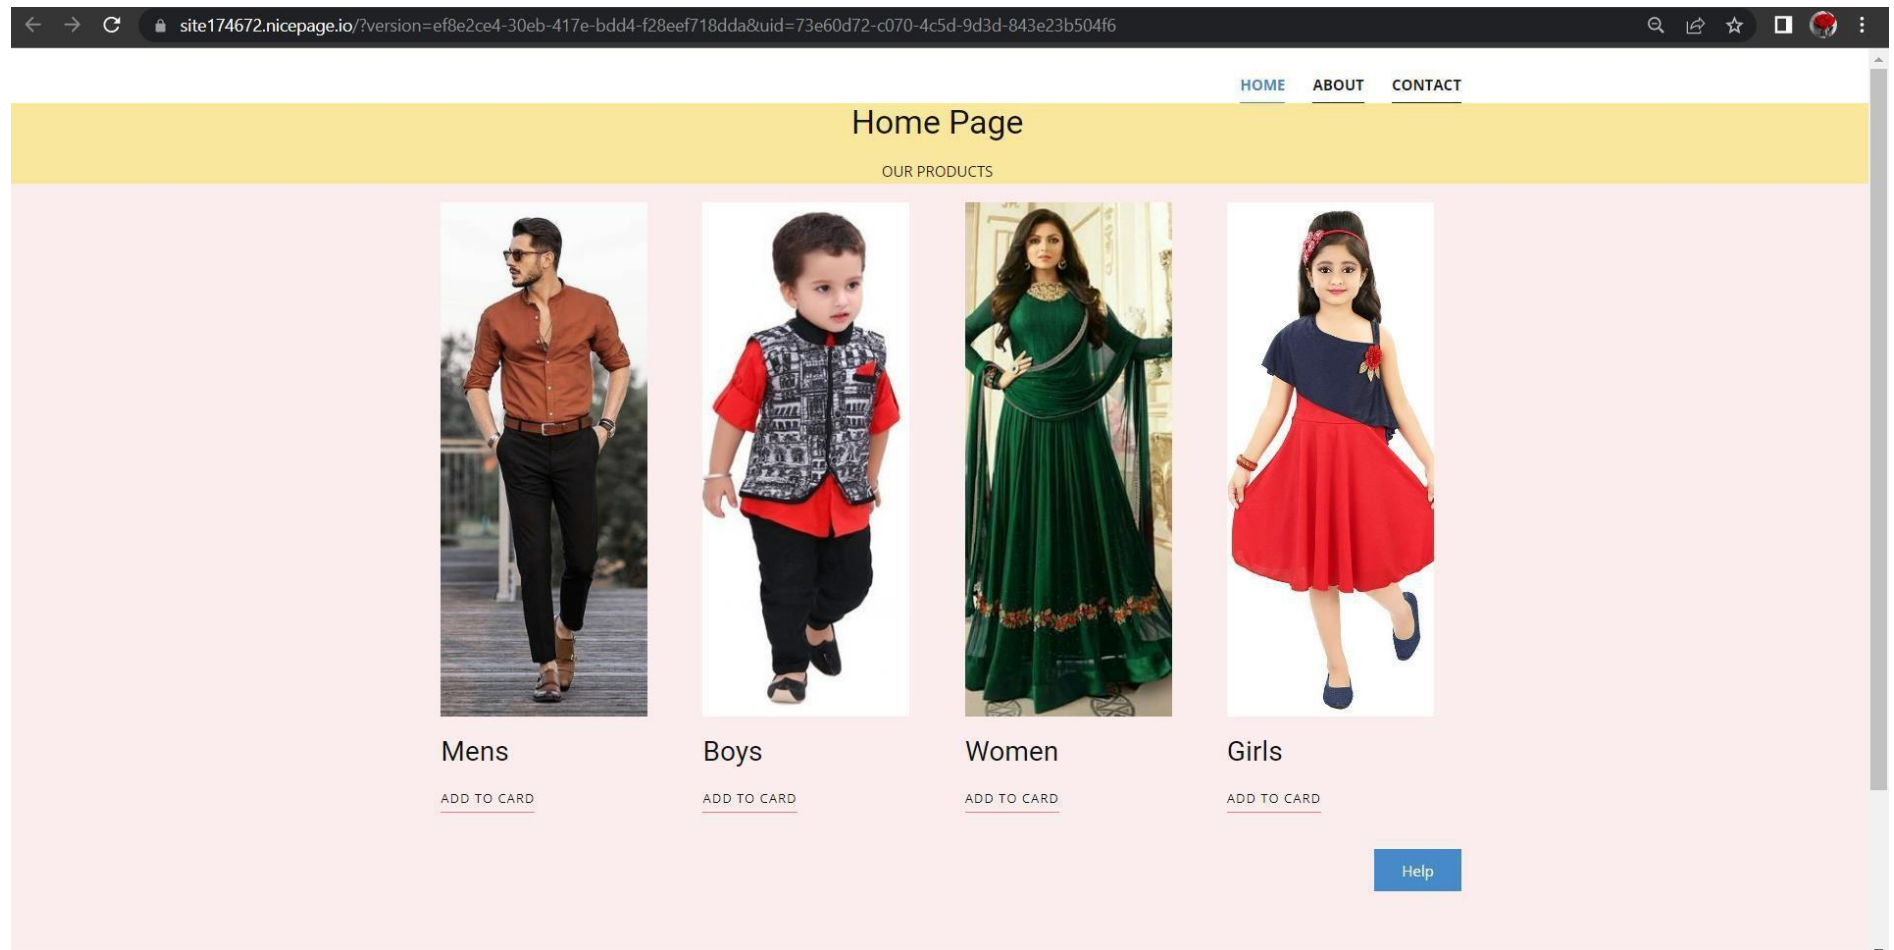 site174672.nicepage.io/?version=ef8e2ce4-30eb-417e-bdd4-f28eef718dda&uid=73e60d72-c070-4c5d-9d3d-843e23b504f6
HOME ABOUT CONTACT
Home Page
OUR PRODUCTS
Mens Boys Women Girls
ADD TO CARD ADD TO CARD ADD TO CARD ADD TO CARD
Help